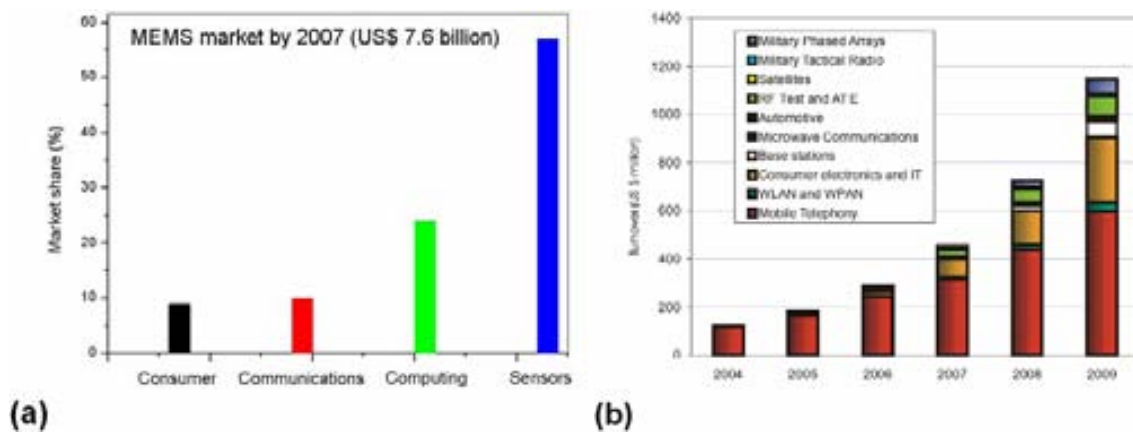 MEMS market by 2007 (US$ 7.6 billion)
Market share (%)
60
50
40
30
20
10
0
Consumer
Communications
Computing
Sensors
(a)
1400
1200
1000
800
600
400
200
0
(US $ million)
Military Phased Arrays
Military Tactical Radio
Satellites
RF Test and ATE
Automotive
Microwave Communications
Base stations
Consumer electronics and IT
WLAN and WPAN
Mobile Telephony
2004
2005
2006
2007
2008
2009
(b)